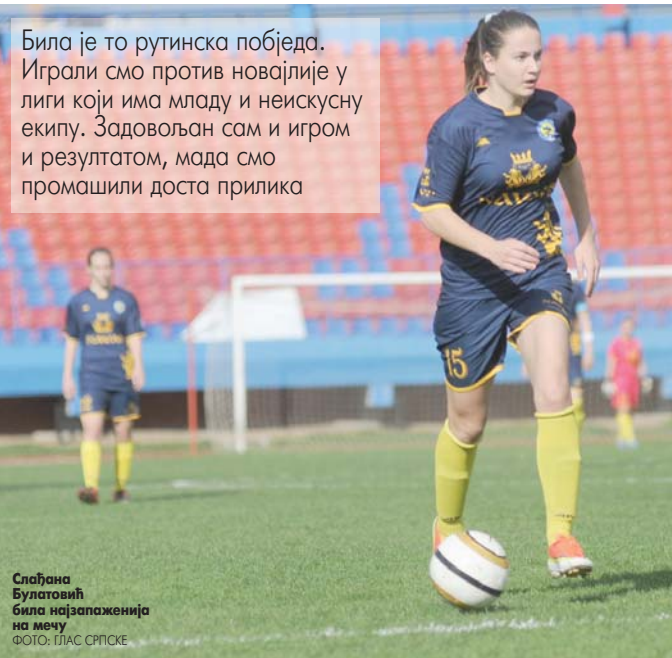 Била је то рутинска побједа.
Играли смо против новајлије у
лиги који има младу и неискусну
екипу. Задовољан сам и игром
и резултатом, мада смо
промашили доста прилика
15
Слађана
Булатовић
била најзапаженија
на мечу
ФОТО: ГЛАС СРПСКЕ